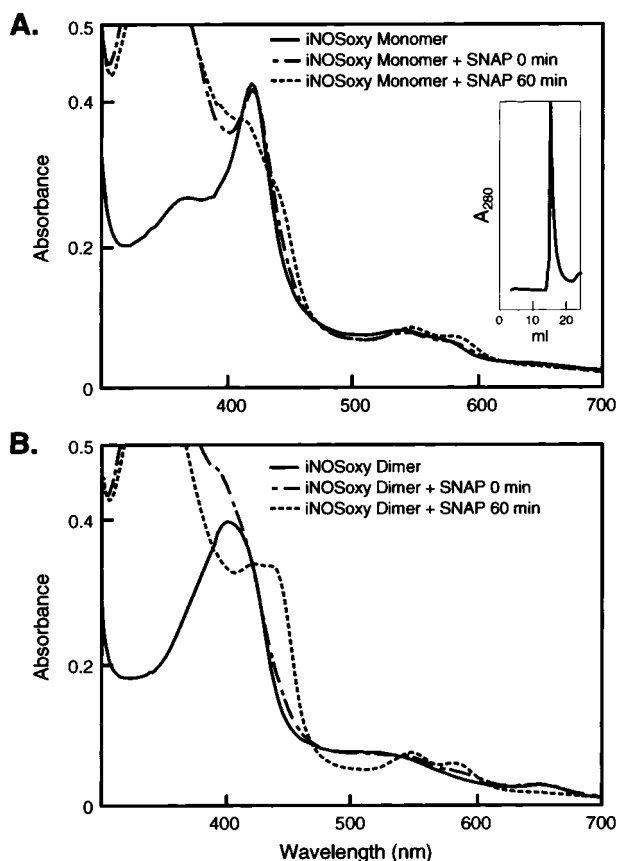 A.
0.5
0.4
0.2
0
Absorbance
iNOSoxy Monomer
iNOSoxy Monomer + SNAP 0 min
iNOSoxy Monomer + SNAP 60 min
A280
0 10 20
ml
400 500 600 700
B.
0.5
0.4
0.2
0
Absorbance
iNOSoxy Dimer
iNOSoxy Dimer + SNAP 0 min
iNOSoxy Dimer + SNAP 60 min
400 500 600 700
Wavelength (nm)